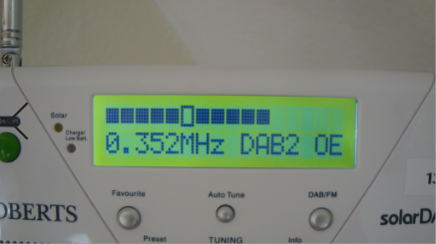 Solar
Charge/
Low Batt.
0.352MHz DAB2 OE
Favourite
Auto Tune
DAB/FM
OBERTS
Preset
TUNING
Info
solarDA